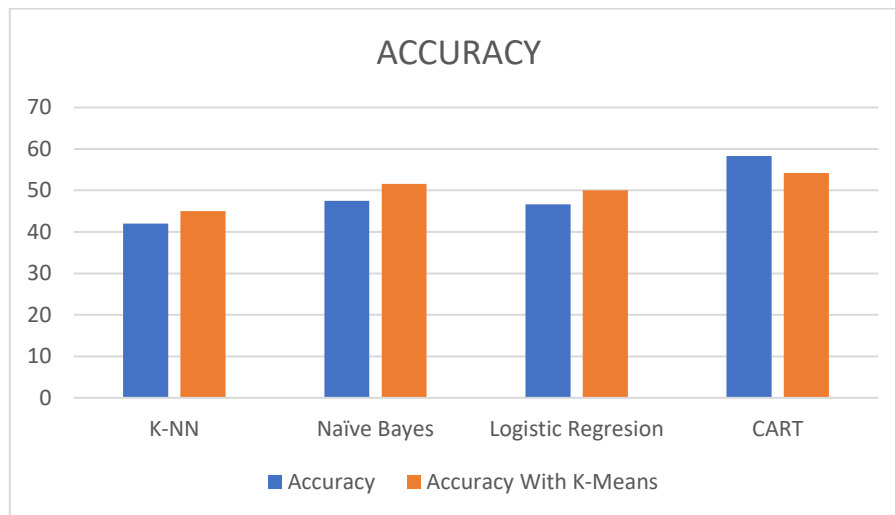 ACCURACY
70
60
50
40
30
20
10
0
K-NN Naïve Bayes Logistic Regresion CART
Accuracy Accuracy With K-Means